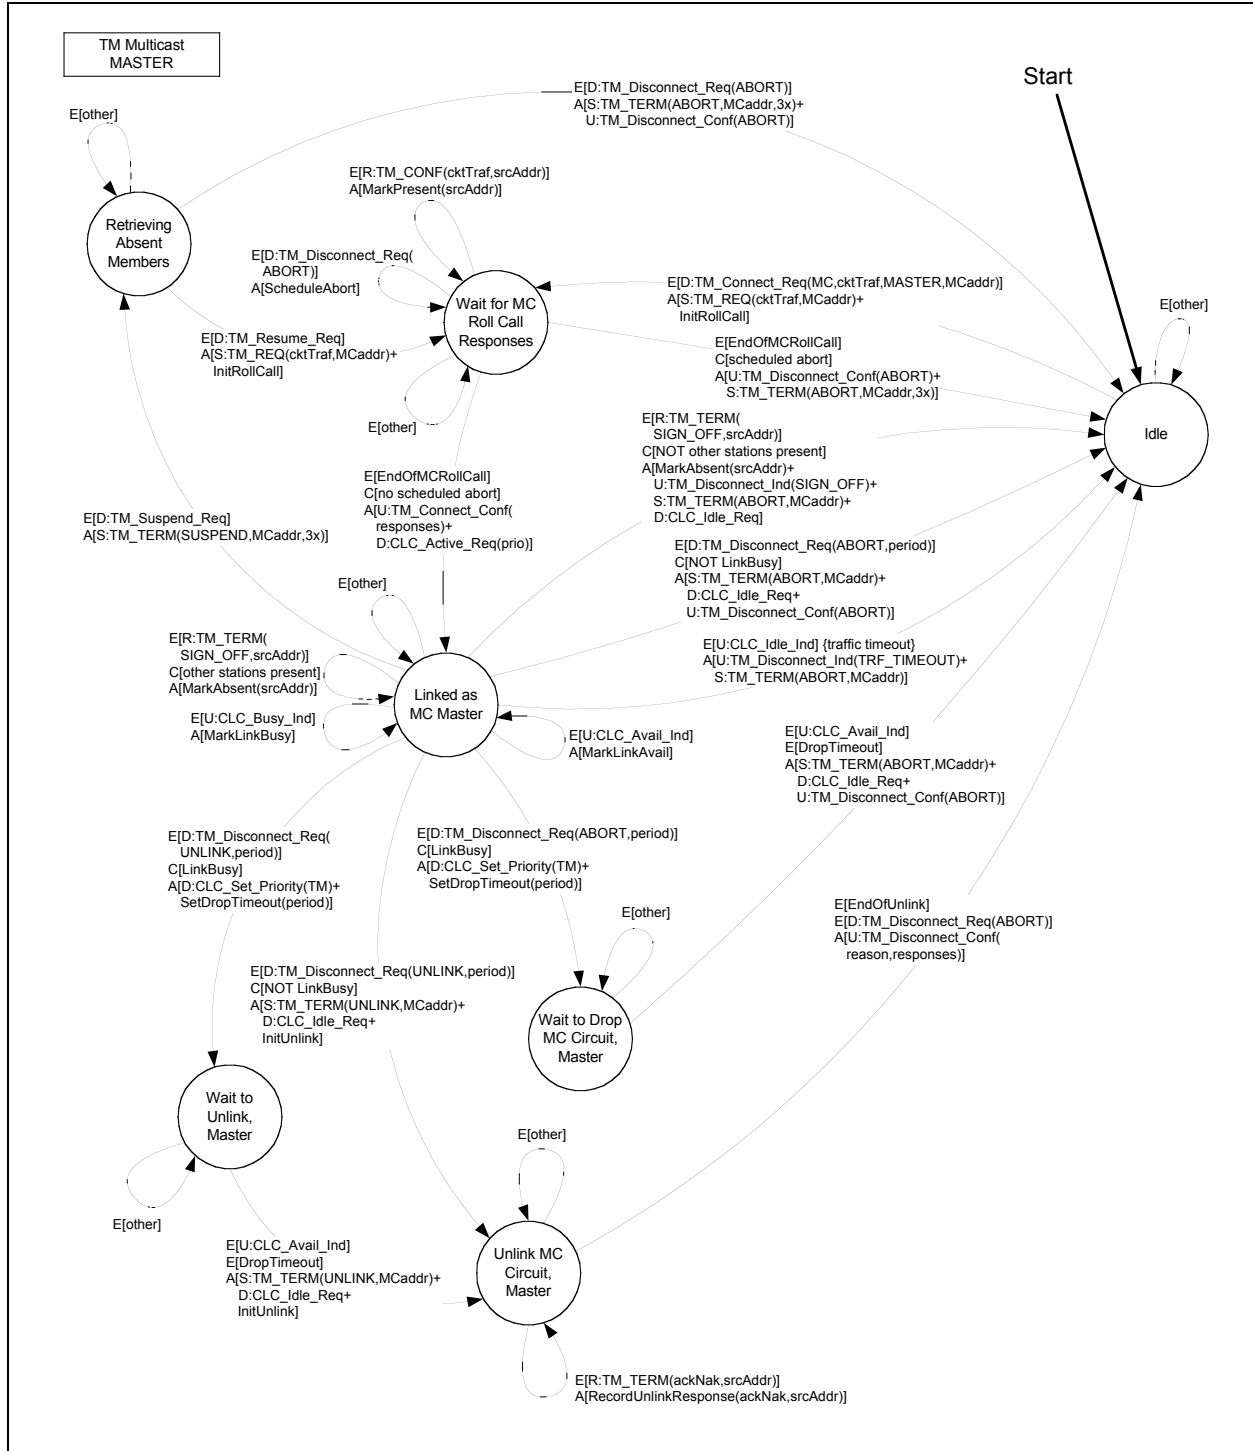 TM Multicast
MASTER
Start
E[D:TM_Disconnect_Req(ABORT)]
A[S:TM_TERM(ABORT,MCaddr,3x)+
U:TM_Disconnect_Conf(ABORT)]
E[other]
E[R:TM_CONF(cktTraf,srcAddr)]
A[MarkPresent(srcAddr)]
Retrieving
Absent
Members
E[D:TM_Disconnect_Req(
ABORT)]
A[ScheduleAbort]
Wait for MC
Roll Call
Responses
E[D:TM_Connect_Req(MC,cktTraf,MASTER,MCaddr)]
A[S:TM_REQ(cktTraf,MCaddr)+
InitRollCall]
E[other]
E[D:TM_Resume_Req]
A[S:TM_REQ(cktTraf,MCaddr)+
InitRollCall]
E[EndOfMCRollCall]
C[scheduled abort]
A[U:TM_Disconnect_Conf(ABORT)+
S:TM_TERM(ABORT,MCaddr,3x)]
E[other]
Idle
E[R:TM_TERM(
SIGN_OFF,srcAddr)]
C[NOT other stations present]
A[MarkAbsent(srcAddr)+
U:TM_Disconnect_Ind(SIGN_OFF)+
S:TM_TERM(ABORT,MCaddr)+
D:CLC_Idle_Req]
E[EndOfMCRollCall]
C[no scheduled abort]
A[U:TM_Connect_Conf(
responses)+
D:CLC_Active_Req(prio)]
E[D:TM_Suspend_Req]
A[S:TM_TERM(SUSPEND,MCaddr,3x)]
E[D:TM_Disconnect_Req(ABORT,period)]
C[NOT LinkBusy]
A[S:TM_TERM(ABORT,MCaddr)+
D:CLC_Idle_Req+
U:TM_Disconnect_Conf(ABORT)]
E[other]
E[R:TM_TERM(
SIGN_OFF,srcAddr)]
C[other stations present]
A[MarkAbsent(srcAddr)]
E[U:CLC_Idle_Ind] {traffic timeout}
A[U:TM_Disconnect_Ind(TRF_TIMEOUT)+
S:TM_TERM(ABORT,MCaddr)]
Linked as
MC Master
E[U:CLC_Busy_Ind]
A[MarkLinkBusy]
E[U:CLC_Avail_Ind]
A[MarkLinkAvail]
E[U:CLC_Avail_Ind]
E[DropTimeout]
A[S:TM_TERM(ABORT,MCaddr)+
D:CLC_Idle_Req+
U:TM_Disconnect_Conf(ABORT)]
E[D:TM_Disconnect_Req(
UNLINK,period)]
C[LinkBusy]
A[D:CLC_Set_Priority(TM)+
SetDropTimeout(period)]
E[D:TM_Disconnect_Req(ABORT,period)]
C[LinkBusy]
A[D:CLC_Set_Priority(TM)+
SetDropTimeout(period)]
E[other]
E[EndOfUnlink]
E[D:TM_Disconnect_Req(ABORT)]
A[U:TM_Disconnect_Conf(
reason,responses)]
E[D:TM_Disconnect_Req(UNLINK,period)]
C[NOT LinkBusy]
A[S:TM_TERM(UNLINK,MCaddr)+
D:CLC_Idle_Req+
InitUnlink]
Wait to Drop
MC Circuit,
Master
Wait to
Unlink,
Master
E[other]
E[other]
E[U:CLC_Avail_Ind]
E[DropTimeout]
A[S:TM_TERM(UNLINK,MCaddr)+
D:CLC_Idle_Req+
InitUnlink]
Unlink MC
Circuit,
Master
E[R:TM_TERM(ackNak,srcAddr)]
A[RecordUnlinkResponse(ackNak,srcAddr)]